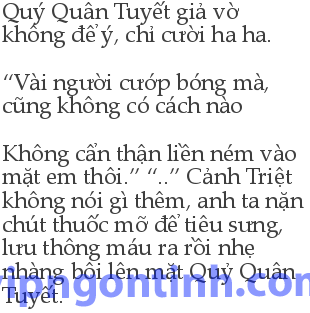 Quý Quân Tuyết giả vờ
không để ý, chỉ cười ha ha.
“Vài người cướp bóng mà,
cũng không có cách nào
Không cẩn thận liền ném vào
mặt em thôi.” “..” Cảnh Triệt
không nói gì thêm, anh ta nặn
chút thuốc mỡ để tiêu sưng,
lưu thông máu ra rồi nhẹ
nhàng bôi lên mặt Quý Quân
Tuyết.
vipngontinh.com